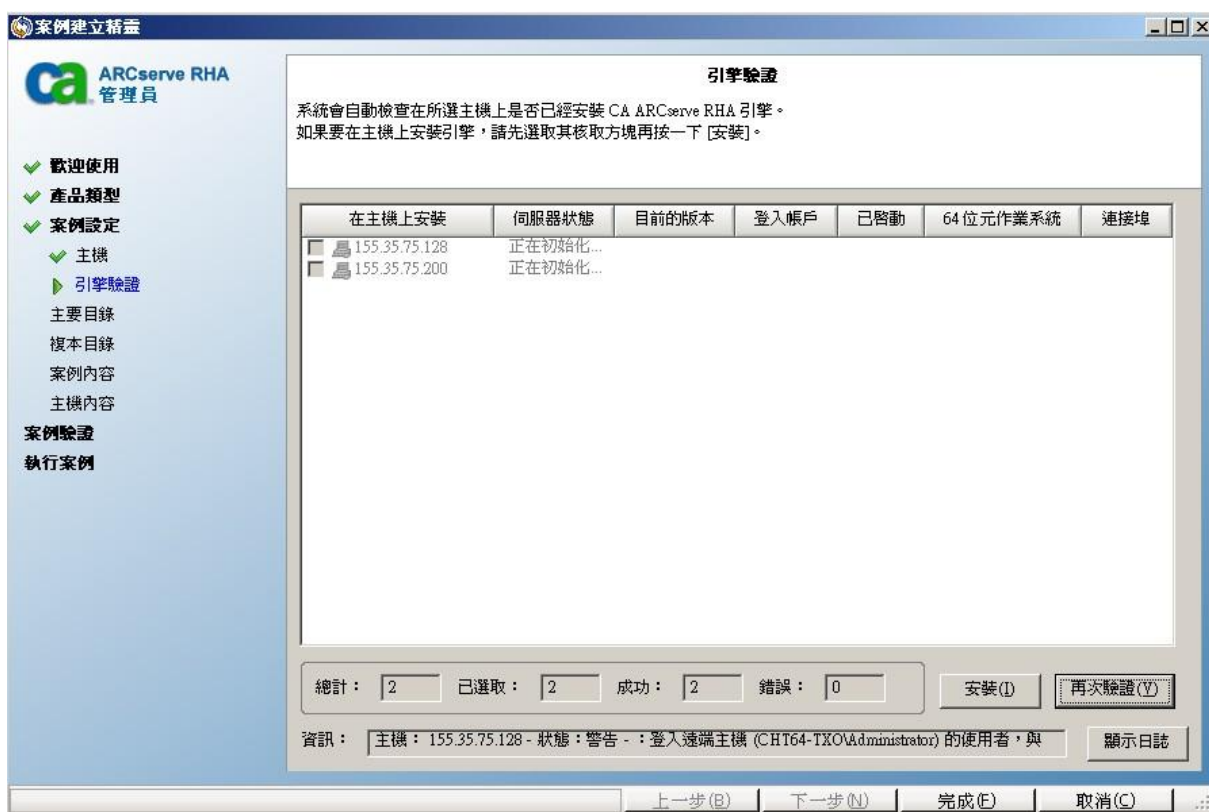 案例建立精靈
ca ARCserve RHA
管理員
歡迎使用
產品類型
案例設定
主機
引擎驗證
主要目錄
複本目錄
案例內容
主機內容
案例驗證
執行案例
引擎驗證
系統會自動檢查在所選主機上是否已經安裝 CA ARCserve RHA 引擎。
如果要在主機上安裝引擎，請先選取其核取方塊再按一下 [安裝]。
在主機上安裝 伺服器狀態 目前的版本 登入帳戶 已啓動 64 位元作業系統 連接埠
155.35.75.128 正在初始化...
155.35.75.200 正在初始化...
總計： 2 已選取： 2 成功： 2 錯誤： 0 安裝(I) 再次驗證(V)
資訊： 主機： 155.35.75.128 - 狀態：警告 - ：登入遠端主機 (CHT64-TXO\Administrator) 的使用者，與 顯示日誌
上一步(B) 下一步(N) 完成(F) 取消(C)